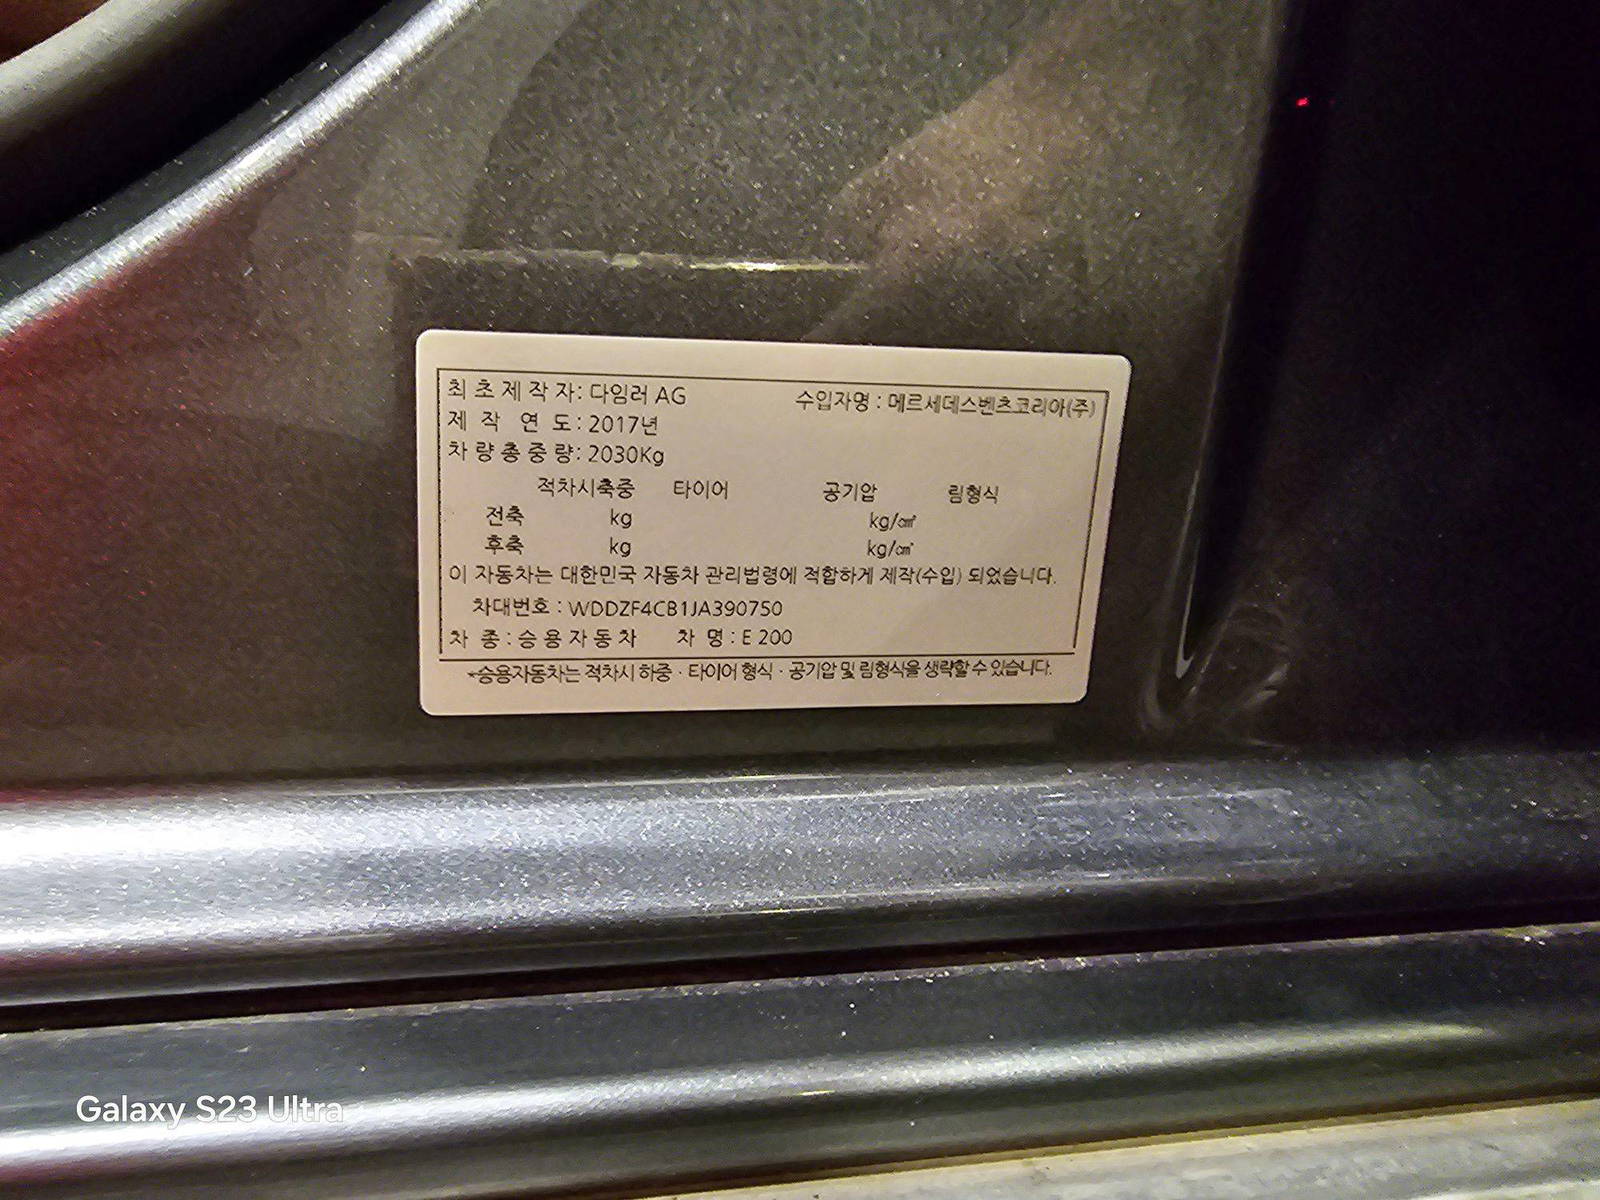 최초제작자: 다임러 AG 수입자명 : 메르세데스벤츠코리아(주)
제 작 연 도: 2017년
차량총중량: 2030Kg
적차시축중 타이어 공기압 림형식
전축 kg kg/㎠
후축 kg kg/㎠
이 자동차는 대한민국 자동차 관리법령에 적합하게 제작(수입) 되었습니다.
차대번호 : WDDZF4CB1JA390750
차 종 : 승용자동차 차 명 : E 200
*승용자동차는 적차시 하중 · 타이어 형식 · 공기압 및 림형식을 생략할 수 있습니다.
Galaxy S23 Ultra